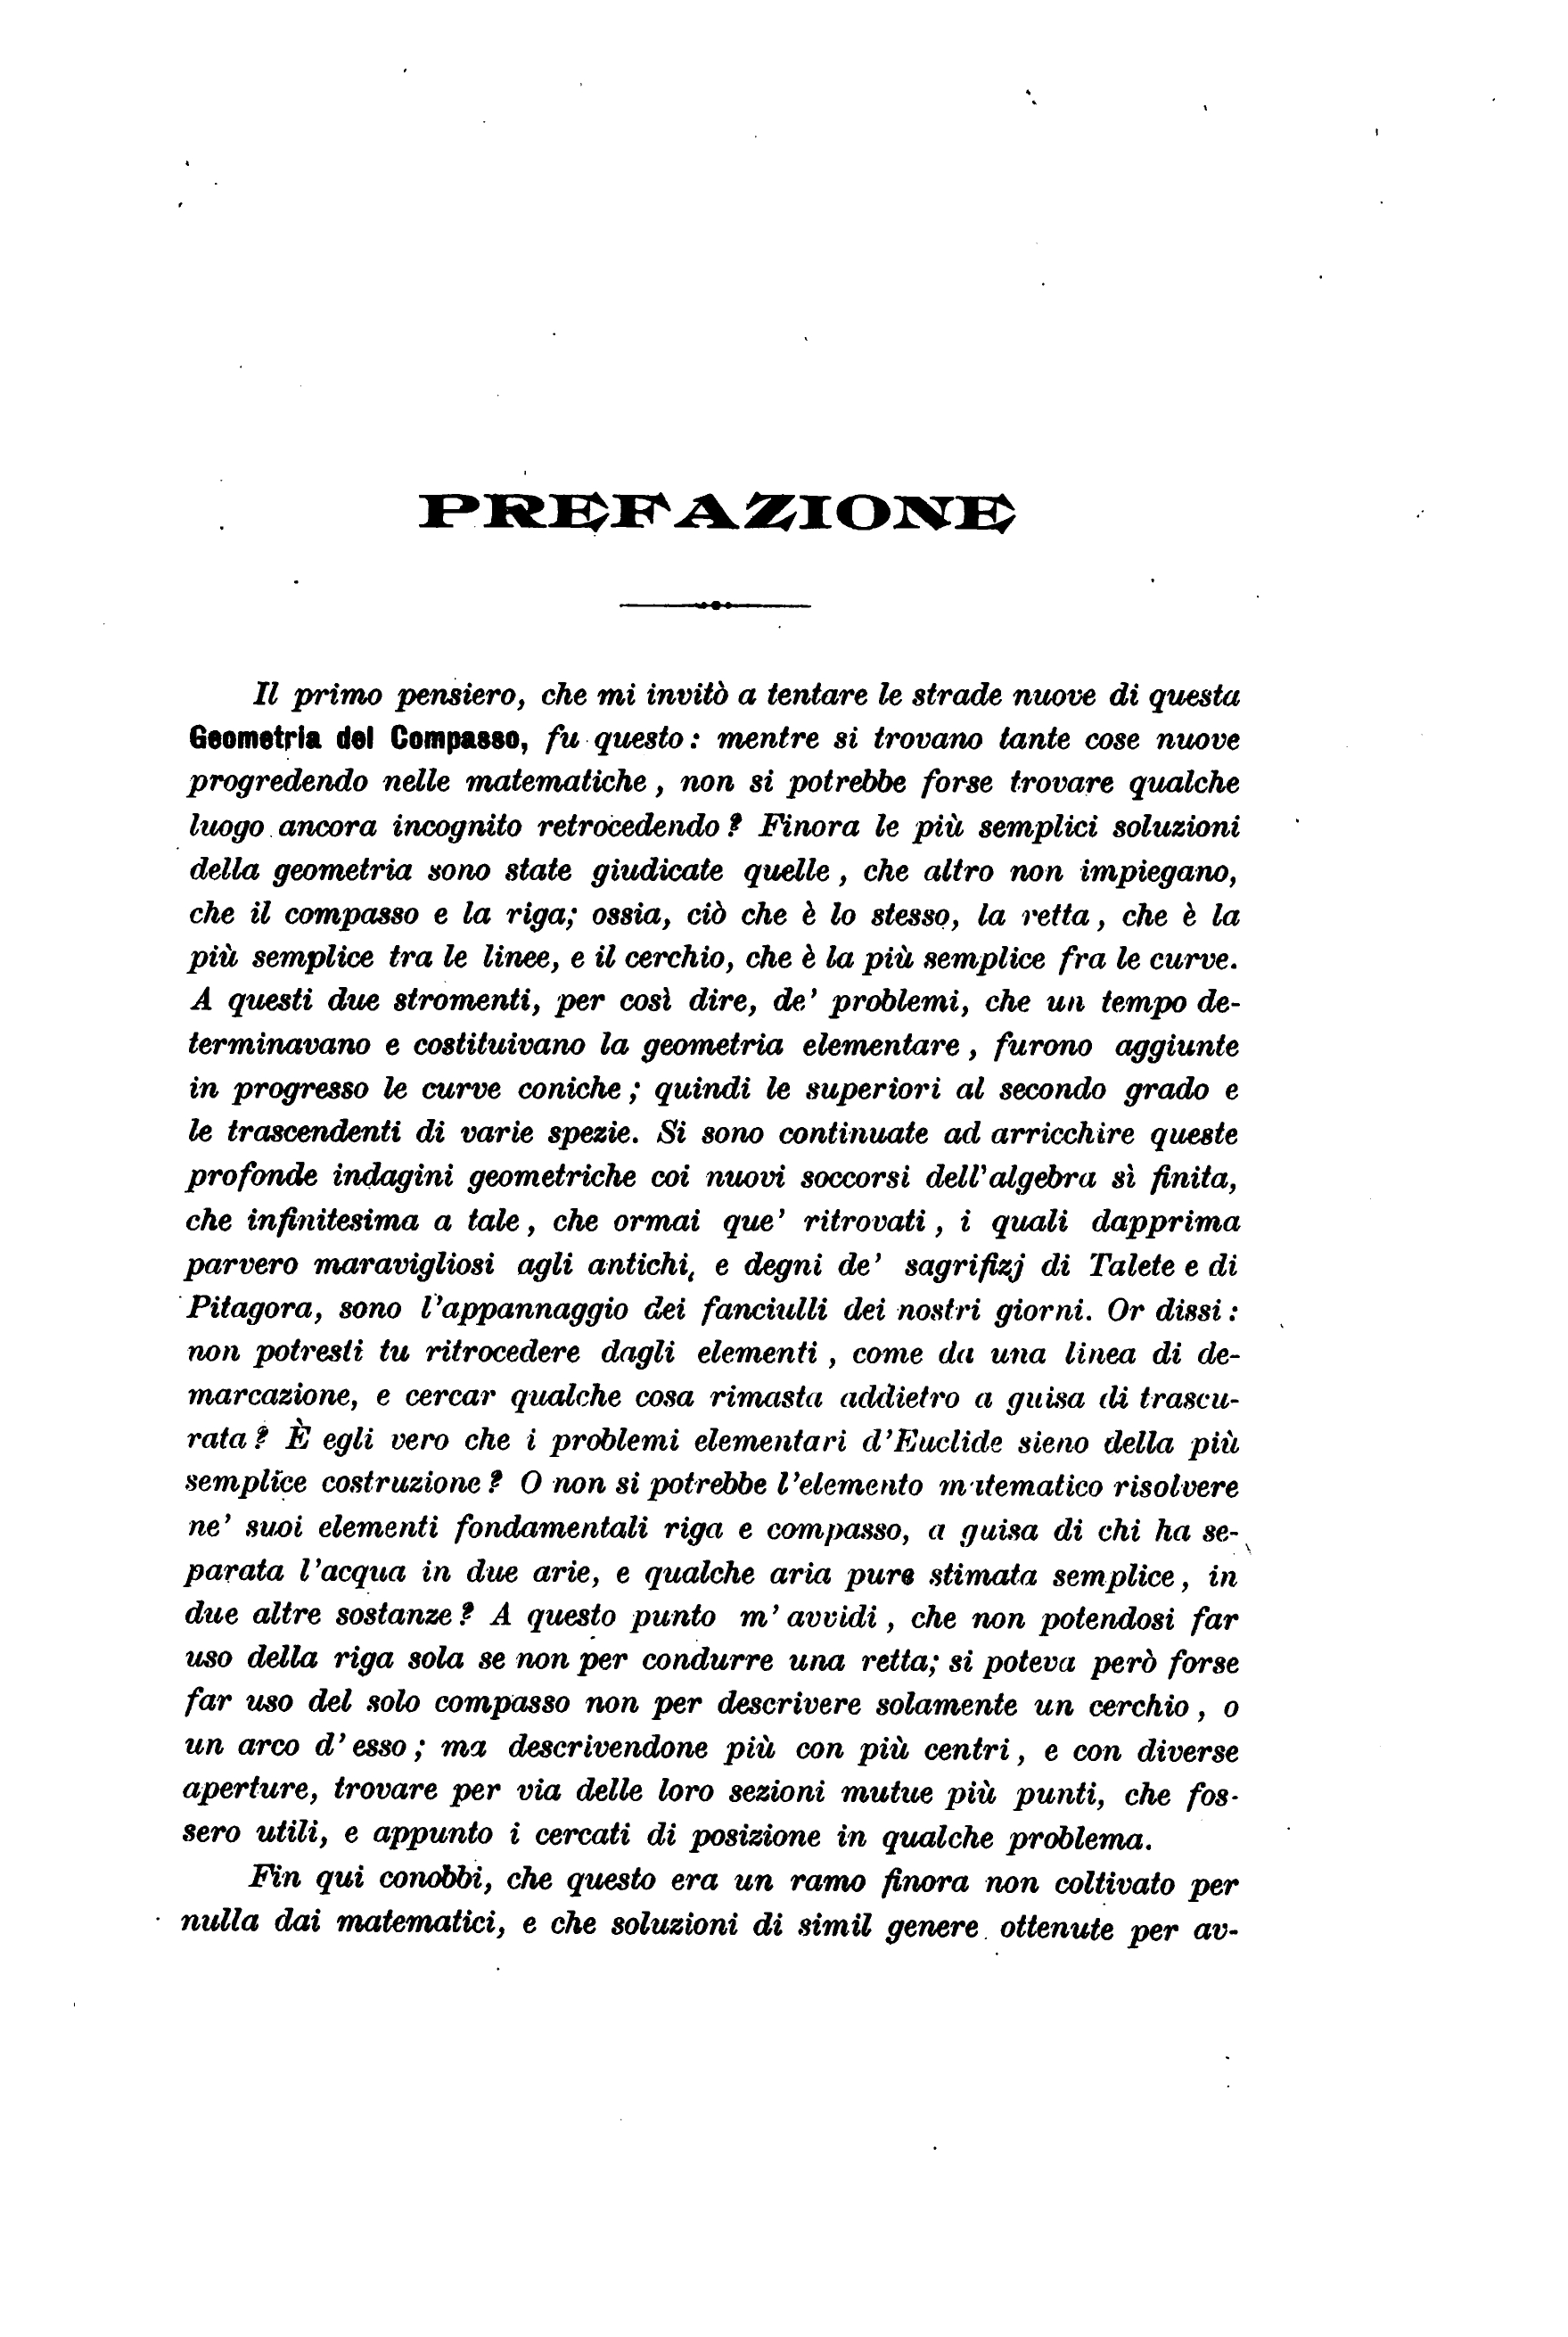 PREFAZIONE
Il primo pensiero, che mi invitò a tentare le strade nuove di questa
Geometria del Compasso, fu questo: mentre si trovano tante cose nuove
progredendo nelle matematiche, non si potrebbe forse trovare qualche
luogo ancora incognito retrocedendo? Finora le più semplici soluzioni
della geometria sono state giudicate quelle, che altro non impiegano,
che il compasso e la riga; ossia, ciò che è lo stesso, la retta, che è la
più semplice tra le linee, e il cerchio, che è la più semplice fra le curve.
A questi due stromenti, per così dire, de' problemi, che un tempo de-
terminavano e costituivano la geometria elementare, furono aggiunte
in progresso le curve coniche; quindi le superiori al secondo grado e
le trascendenti di varie spezie. Si sono continuate ad arricchire queste
profonde indagini geometriche coi nuovi soccorsi dell'algebra sì finita,
che infinitesima a tale, che ormai que' ritrovati, i quali dapprima
parvero maravigliosi agli antichi, e degni de' sagrifizj di Talete e di
Pitagora, sono l'appannaggio dei fanciulli dei nostri giorni. Or dissi:
non potresti tu ritrocedere dagli elementi, come da una linea di de-
marcazione, e cercar qualche cosa rimasta addietro a guisa di trascu-
rata? È egli vero che i problemi elementari d'Euclide sieno della più
semplice costruzione? O non si potrebbe l'elemento matematico risolvere
ne' suoi elementi fondamentali riga e compasso, a guisa di chi ha se-
parata l'acqua in due arie, e qualche aria pure stimata semplice, in
due altre sostanze? A questo punto m'avvidi, che non potendosi far
uso della riga sola se non per condurre una retta; si poteva però forse
far uso del solo compasso non per descrivere solamente un cerchio, o
un arco d'esso; ma descrivendone più con più centri, e con diverse
aperture, trovare per via delle loro sezioni mutue più punti, che fos-
sero utili, e appunto i cercati di posizione in qualche problema.
Fin qui conobbi, che questo era un ramo finora non coltivato per
nulla dai matematici, e che soluzioni di simil genere ottenute per av-